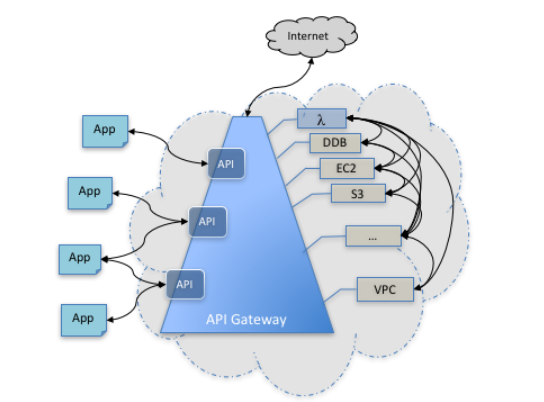 Internet
App
API
λ
DDB
EC2
S3
App
API
...
App
API
VPC
App
API Gateway